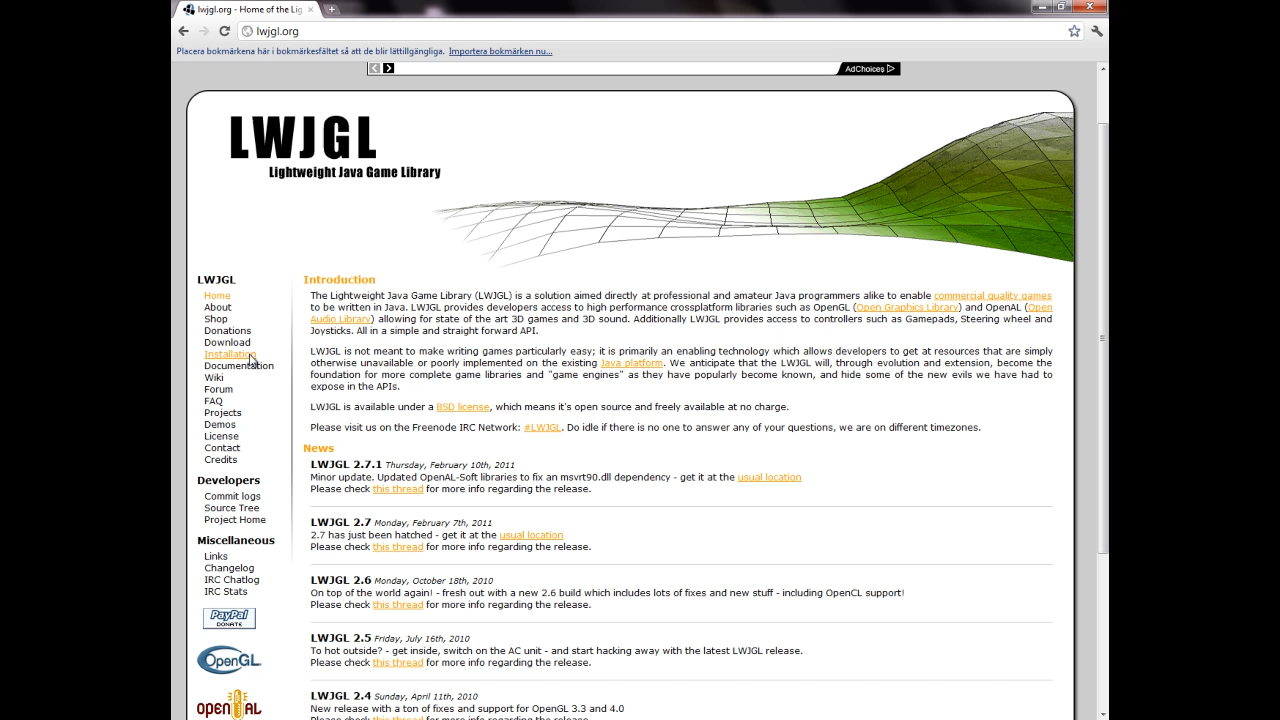 lwjgl.org - Home of the Lig
lwjgl.org
Placera bokmärkena här i bokmärkesfältet så att de blir lättillgängliga. Importera bokmärken nu...
AdChoices
LWJGL
Lightweight Java Game Library
LWJGL
Home
About
Shop
Donations
Download
Installation
Documentation
Wiki
Forum
FAQ
Projects
Demos
License
Contact
Credits
Developers
Commit logs
Source Tree
Project Home
Miscellaneous
Links
Changelog
IRC Chatlog
IRC Stats
PayPal
DONATE
OpenGL
OpenAL
Introduction
The Lightweight Java Game Library (LWJGL) is a solution aimed directly at professional and amateur Java programmers alike to enable commercial quality games
to be written in Java. LWJGL provides developers access to high performance crossplatform libraries such as OpenGL (Open Graphics Library) and OpenAL (Open
Audio Library) allowing for state of the art 3D games and 3D sound. Additionally LWJGL provides access to controllers such as Gamepads, Steering wheel and
Joysticks. All in a simple and straight forward API.
LWJGL is not meant to make writing games particularly easy; it is primarily an enabling technology which allows developers to get at resources that are simply
otherwise unavailable or poorly implemented on the existing Java platform. We anticipate that the LWJGL will, through evolution and extension, become the
foundation for more complete game libraries and "game engines" as they have popularly become known, and hide some of the new evils we have had to
expose in the APIs.
LWJGL is available under a BSD license, which means it's open source and freely available at no charge.
Please visit us on the Freenode IRC Network: #LWJGL. Do idle if there is no one to answer any of your questions, we are on different timezones.
News
LWJGL 2.7.1 Thursday, February 10th, 2011
Minor update. Updated OpenAL-Soft libraries to fix an msvrt90.dll dependency - get it at the usual location
Please check this thread for more info regarding the release.
LWJGL 2.7 Monday, February 7th, 2011
2.7 has just been hatched - get it at the usual location
Please check this thread for more info regarding the release.
LWJGL 2.6 Monday, October 18th, 2010
On top of the world again! - fresh out with a new 2.6 build which includes lots of fixes and new stuff - including OpenCL support!
Please check this thread for more info regarding the release.
LWJGL 2.5 Friday, July 16th, 2010
To hot outside? - get inside, switch on the AC unit - and start hacking away with the latest LWJGL release.
Please check this thread for more info regarding the release.
LWJGL 2.4 Sunday, April 11th, 2010
New release with a ton of fixes and support for OpenGL 3.3 and 4.0
Please check this thread for more info regarding the release.